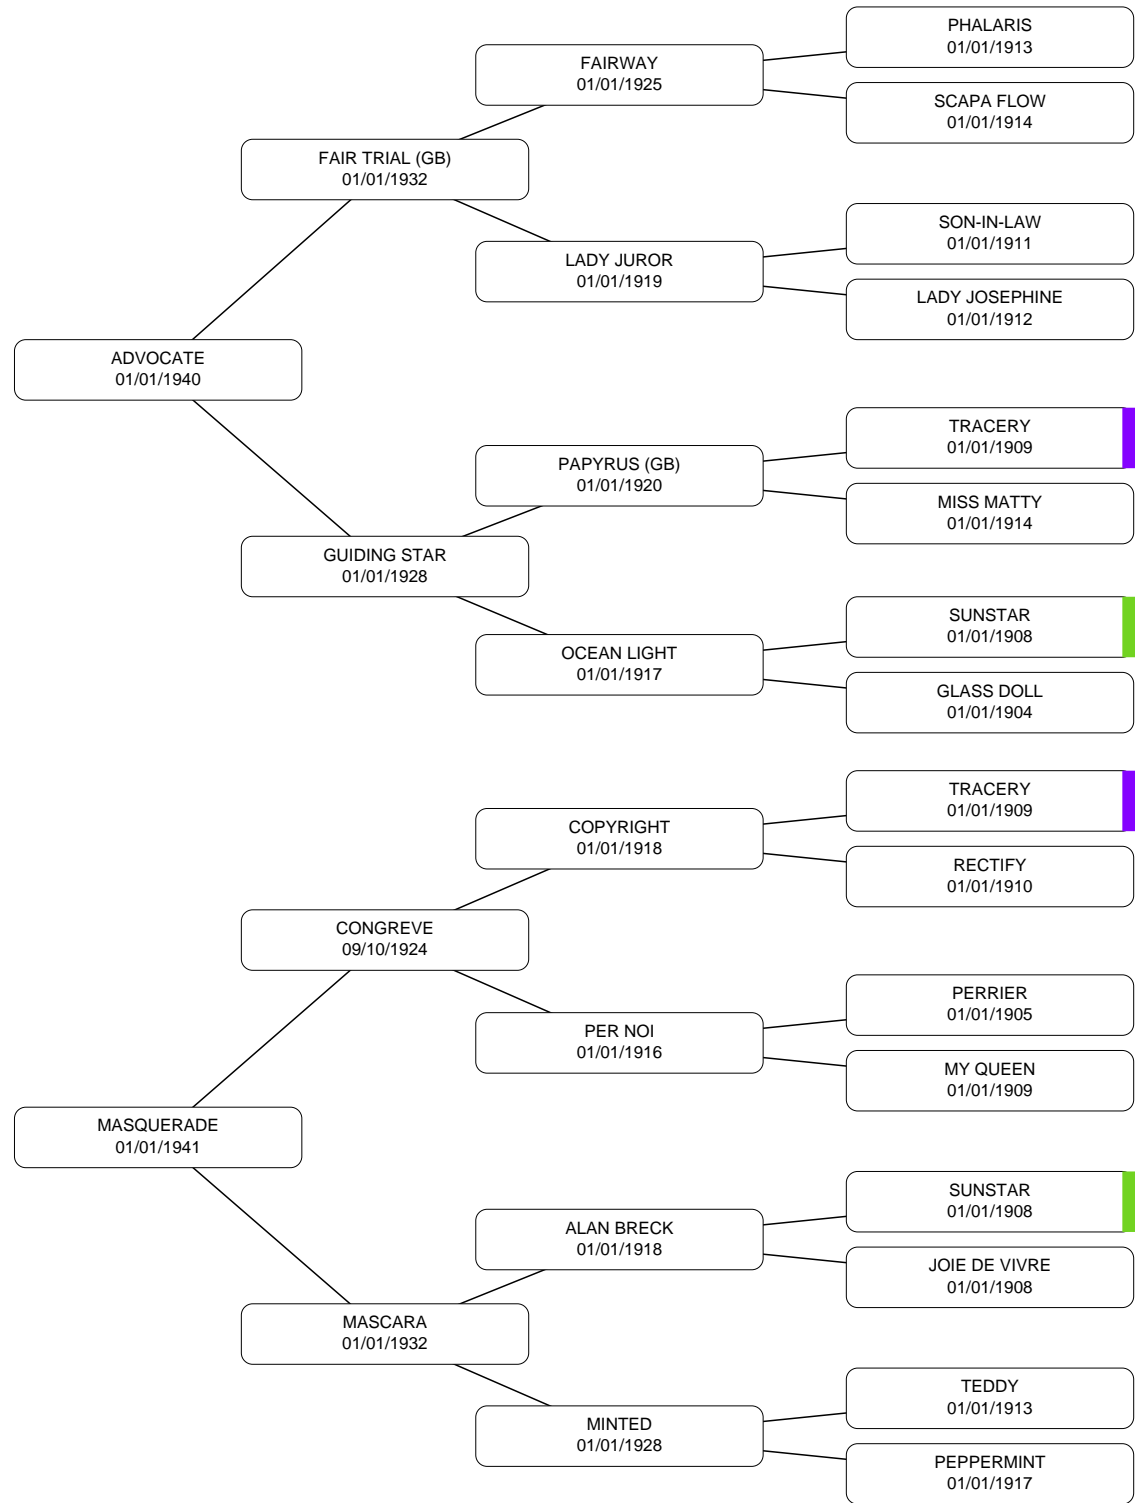 PHALARIS
01/01/1913
FAIRWAY
01/01/1925
SCAPA FLOW
01/01/1914
FAIR TRIAL (GB)
01/01/1932
SON-IN-LAW
01/01/1911
LADY JUROR
01/01/1919
LADY JOSEPHINE
01/01/1912
ADVOCATE
01/01/1940
TRACERY
01/01/1909
PAPYRUS (GB)
01/01/1920
MISS MATTY
01/01/1914
GUIDING STAR
01/01/1928
SUNSTAR
01/01/1908
OCEAN LIGHT
01/01/1917
GLASS DOLL
01/01/1904
TRACERY
01/01/1909
COPYRIGHT
01/01/1918
RECTIFY
01/01/1910
CONGREVE
09/10/1924
PERRIER
01/01/1905
PER NOI
01/01/1916
MY QUEEN
01/01/1909
MASQUERADE
01/01/1941
SUNSTAR
01/01/1908
ALAN BRECK
01/01/1918
JOIE DE VIVRE
01/01/1908
MASCARA
01/01/1932
TEDDY
01/01/1913
MINTED
01/01/1928
PEPPERMINT
01/01/1917